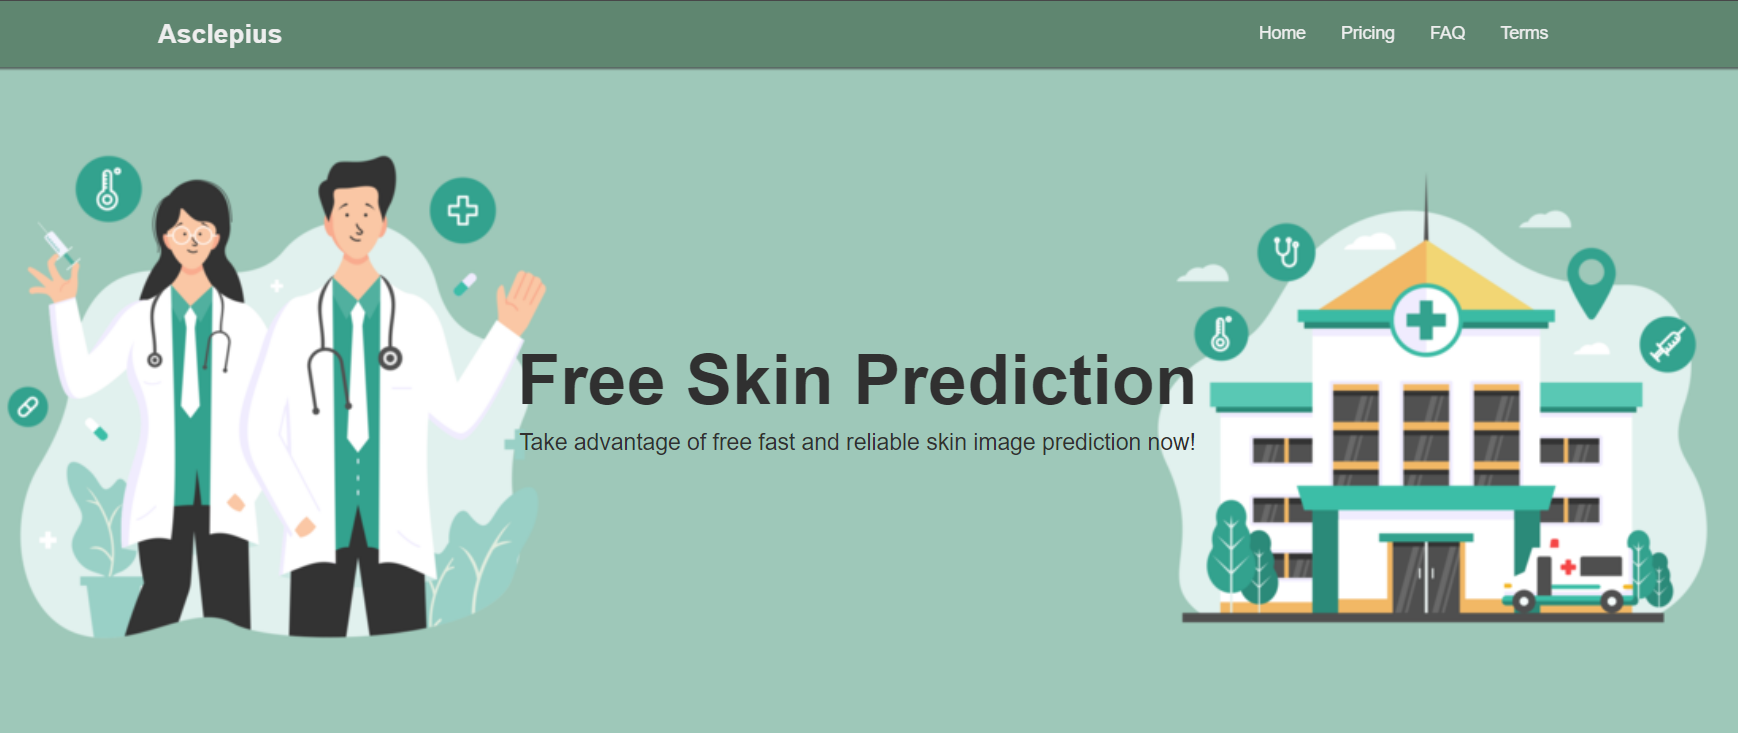 Asclepius
Home Pricing FAQ Terms
Free Skin Prediction
Take advantage of free fast and reliable skin image prediction now!